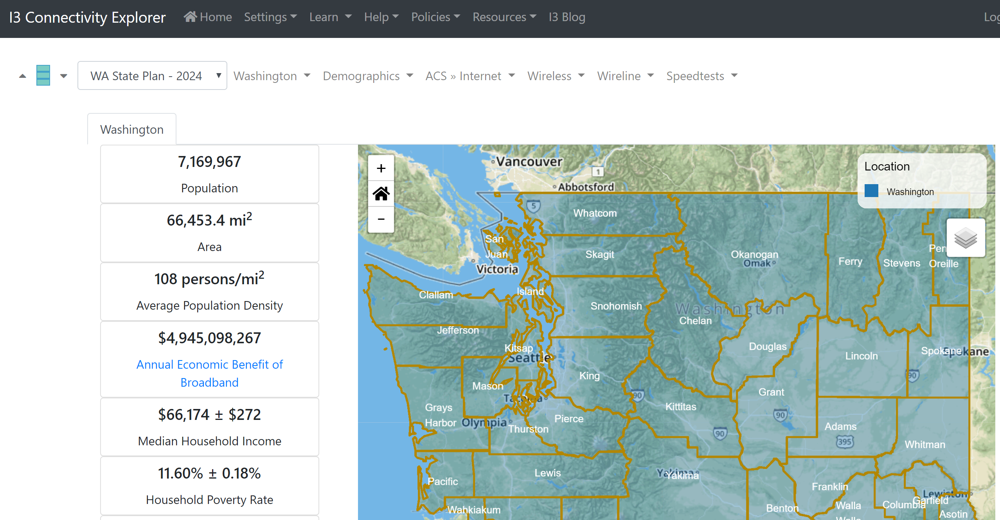 I3 Connectivity Explorer Home Settings Learn Help Policies Resources I3 Blog
WA State Plan - 2024 Washington Demographics ACS » Internet Wireless Wireline Speedtests
Washington
7,169,967
Population
66,453.4 mi²
Area
108 persons/mi²
Average Population Density
$4,945,098,267
Annual Economic Benefit of
Broadband
$66,174 ± $272
Median Household Income
11.60% ± 0.18%
Household Poverty Rate
+
−
Location
Washington
Vancouver
1
Abbotsford
5
Whatcom
San
Juan
Victoria
Skagit
Okanogan
Omak
Ferry
Stevens
Oreille
Island
Clallam
Snohomish
Washington
Chelan
Jefferson
Kitsap
Seattle
Douglas
Lincoln
Spokane
Spokane
90
King
Mason
Tacoma
90
Grant
Grays
Harbor
Olympia
Thurston
Pierce
Kittitas
90
90
Adams
395
Whitman
Lewis
Yakima
Yakima
Pacific
Franklin
Lewiston
Garfield
Columbia
Wahkiakum
Benton
Walla
Walla
Asotin